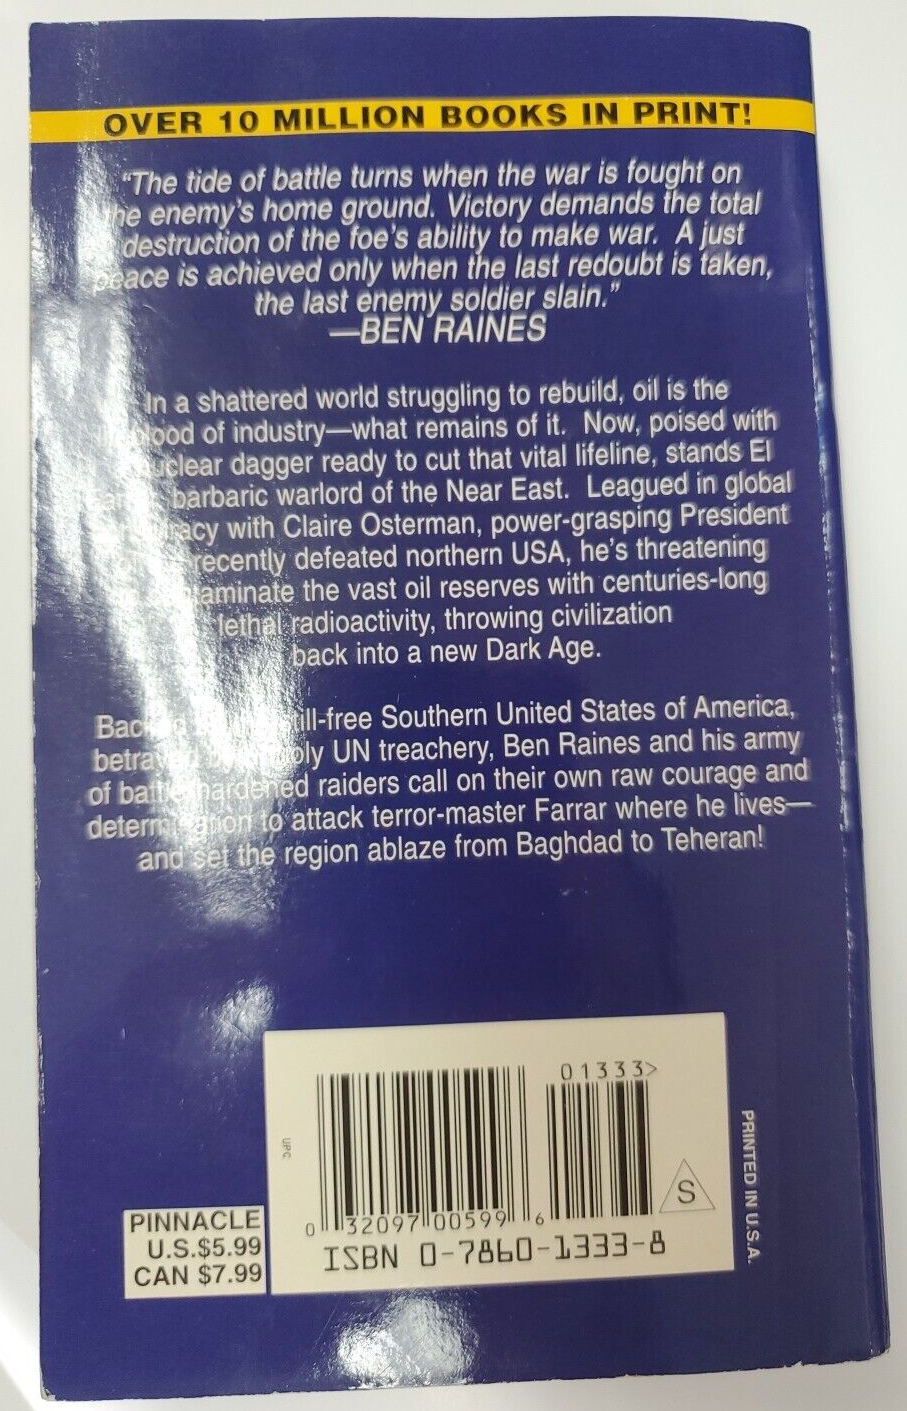 OVER 10 MILLION BOOKS IN PRINT!
"The tide of battle turns when the war is fought on
the enemy's home ground. Victory demands the total
destruction of the foe's ability to make war. A just
peace is achieved only when the last redoubt is taken,
the last enemy soldier slain."
—BEN RAINES
In a shattered world struggling to rebuild, oil is the
of industry—what remains of it. Now, poised with
nuclear dagger ready to cut that vital lifeline, stands El
barbaric warlord of the Near East. Leagued in global
with Claire Osterman, power-grasping President
recently defeated northern USA, he's threatening
contaminate the vast oil reserves with centuries-long
lethal radioactivity, throwing civilization
back into a new Dark Age.
Back still-free Southern United States of America,
UN treachery, Ben Raines and his army
of battle-hardened raiders call on their own raw courage and
determination to attack terror-master Farrar where he lives—
and set the region ablaze from Baghdad to Teheran!
01333>
UPC
0 32097 00599 6
S
ISBN 0-7860-1333-8
PRINTED IN U.S.A.
PINNACLE
U.S.$5.99
CAN $7.99